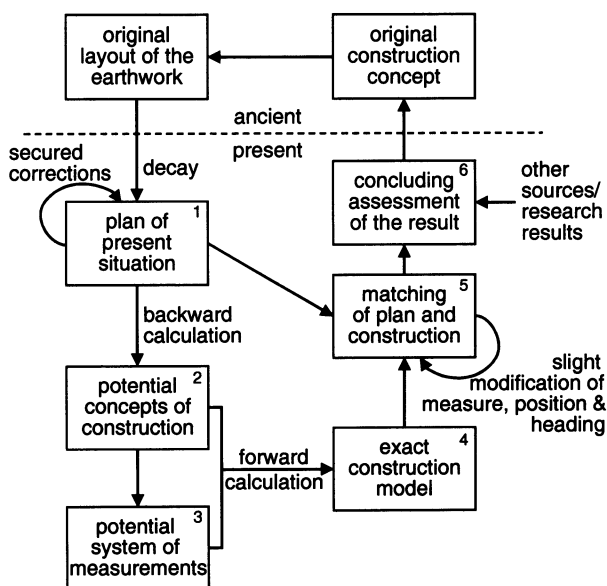 original
layout of the
earthwork
original
construction
concept
ancient
present
secured
corrections
decay
1
plan of
present
situation
6
concluding
assessment
of the result
other
sources/
research
results
backward
calculation
5
matching
of plan and
construction
slight
modification of
measure, position &
heading
2
potential
concepts of
construction
forward
calculation
4
exact
construction
model
3
potential
system of
measurements